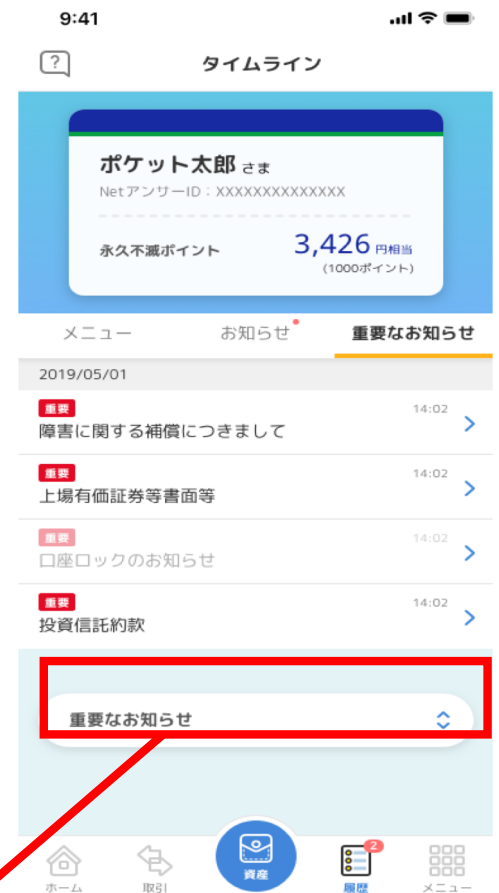 9:41
?
タイムライン
ポケット太郎 さま
NetアンサーID：XXXXXXXXXXXXXX
永久不滅ポイント 3,426 円相当
(1000ポイント)
メニュー お知らせ 重要なお知らせ
2019/05/01
重要 14:02
障害に関する補償につきまして
重要 14:02
上場有価証券等書面等
重要 14:02
口座ロックのお知らせ
重要 14:02
投資信託約款
重要なお知らせ
2
ホーム 取引 資産 履歴 メニュー